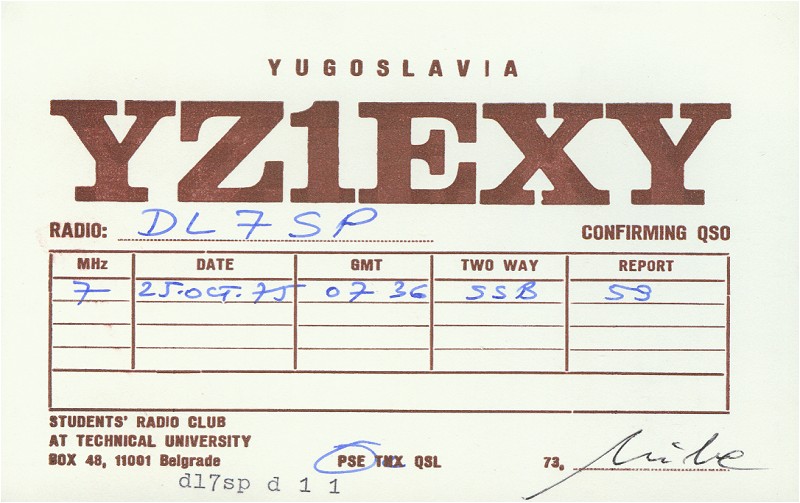 YUGOSLAVIA
YZ1EXY
RADIO: DL7SP CONFIRMING QSO
MHz DATE GMT TWO WAY REPORT
7 25.OCT.75 07 36 SSB 59
STUDENTS' RADIO CLUB
AT TECHNICAL UNIVERSITY
BOX 48, 11001 Belgrade PSE TNX QSL 73, Mike
dl7sp d 1 1